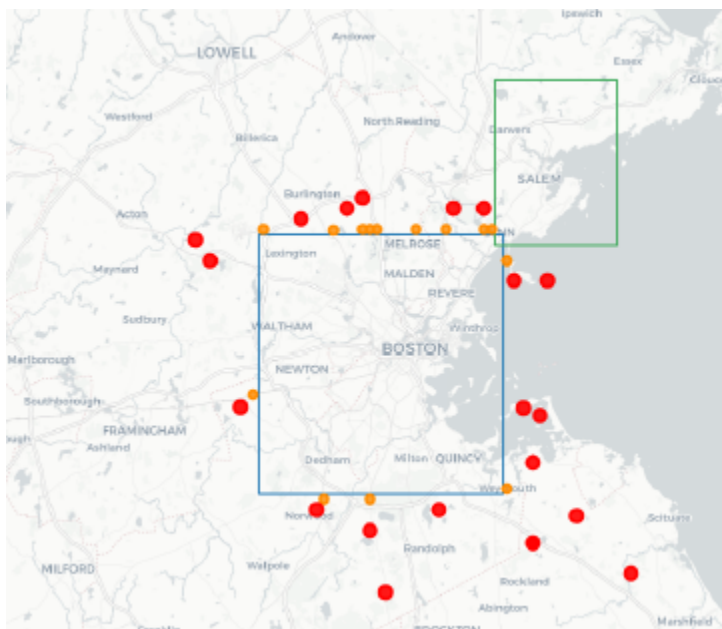 Ipswich
Andover
LOWELL
Essex
Westford
North Reading
Danvers
Billerica
SALEM
Burlington
Acton
MELROSE
Lexington
Maynard
MALDEN
REVERE
Sudbury
WALTHAM
Winthrop
BOSTON
Marlborough
NEWTON
Southborough
FRAMINGHAM
Ashland
Dedham
Milton QUINCY
Weymouth
Norwood
Scituate
Randolph
Walpole
MILFORD
Rockland
Abington
Marshfield